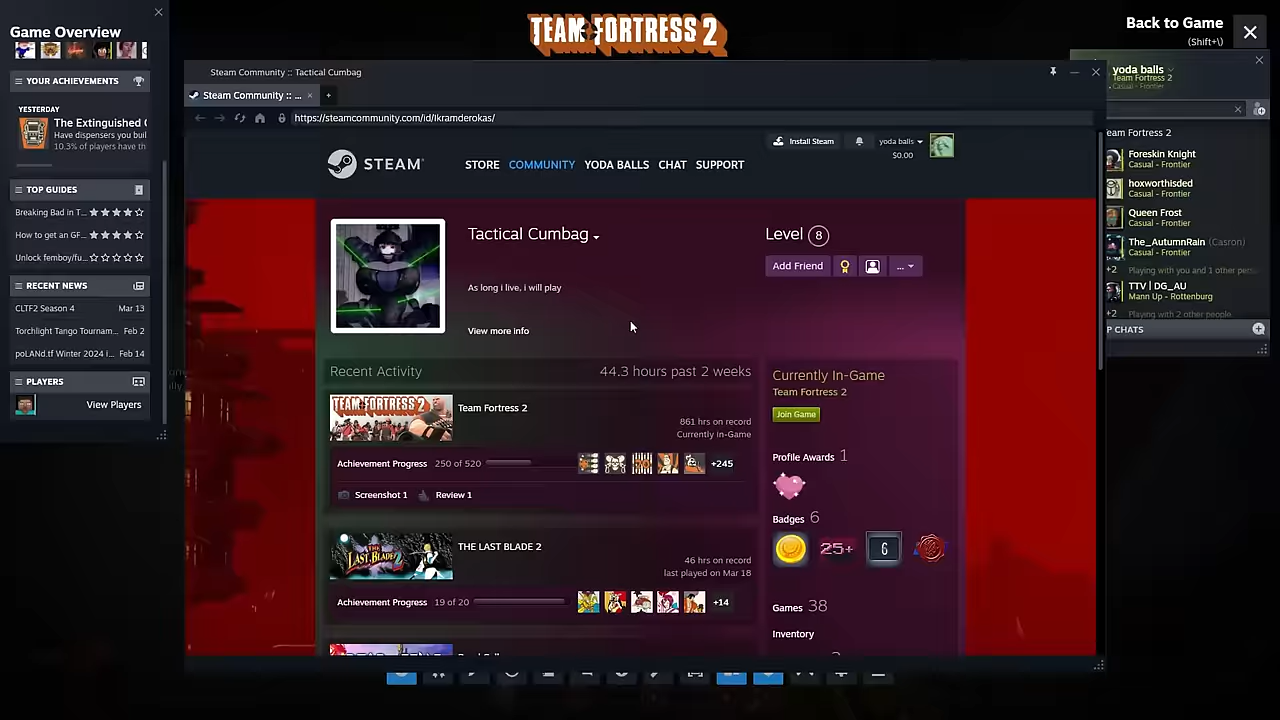 Game Overview
YOUR ACHIEVEMENTS
YESTERDAY
The Extinguished
Have dispensers you buil
10.3% of players have th
TOP GUIDES
Breaking Bad in T...
How to get an GF...
Unlock femboy/fu...
RECENT NEWS
CLTF2 Season 4 Mar 13
Torchlight Tango Tournam... Feb 2
poLANd.tf Winter 2024 i... Feb 14
PLAYERS
View Players
TEAM FORTRESS 2
Back to Game
(Shift+\)
Steam Community :: Tactical Cumbag
Steam Community :: ...
https://steamcommunity.com/id/Ikramderokas/
Install Steam
yoda balls
$0.00
STEAM
STORE COMMUNITY YODA BALLS CHAT SUPPORT
Tactical Cumbag
Level 8
Add Friend
...
As long i live, i will play
View more info
Recent Activity 44.3 hours past 2 weeks
TEAM FORTRESS 2
Team Fortress 2
861 hrs on record
Currently In-Game
Achievement Progress 250 of 520 +245
Screenshot 1 Review 1
THE LAST BLADE 2
THE LAST BLADE 2
46 hrs on record
last played on Mar 18
Achievement Progress 19 of 20 +14
Currently In-Game
Team Fortress 2
Join Game
Profile Awards 1
Badges 6
25+
6
Games 38
Inventory
yoda balls
Team Fortress 2
Casual - Frontier
eam Fortress 2
Foreskin Knight
Casual - Frontier
hoxworthisded
Casual - Frontier
Queen Frost
Casual - Frontier
The_AutumnRain (Casron)
Casual - Frontier
+2 Playing with you and 1 other pers
TTV | DG_AU
Mann Up - Rottenburg
+2 Playing with 2 other people
P CHATS